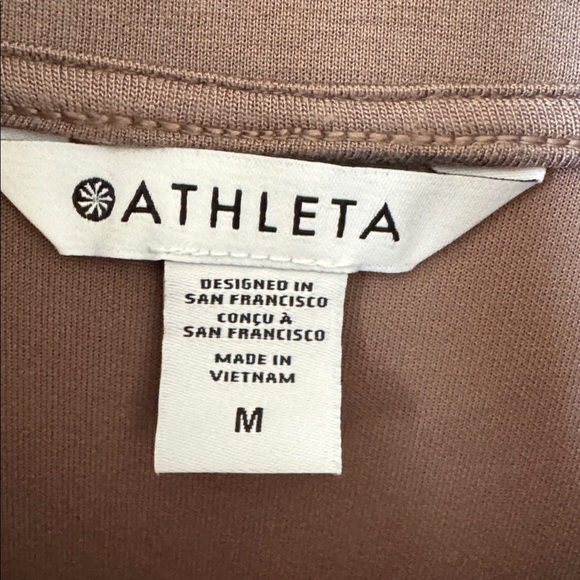 ATHLETA
DESIGNED IN
SAN FRANCISCO
CONÇU À
SAN FRANCISCO
MADE IN
VIETNAM
M